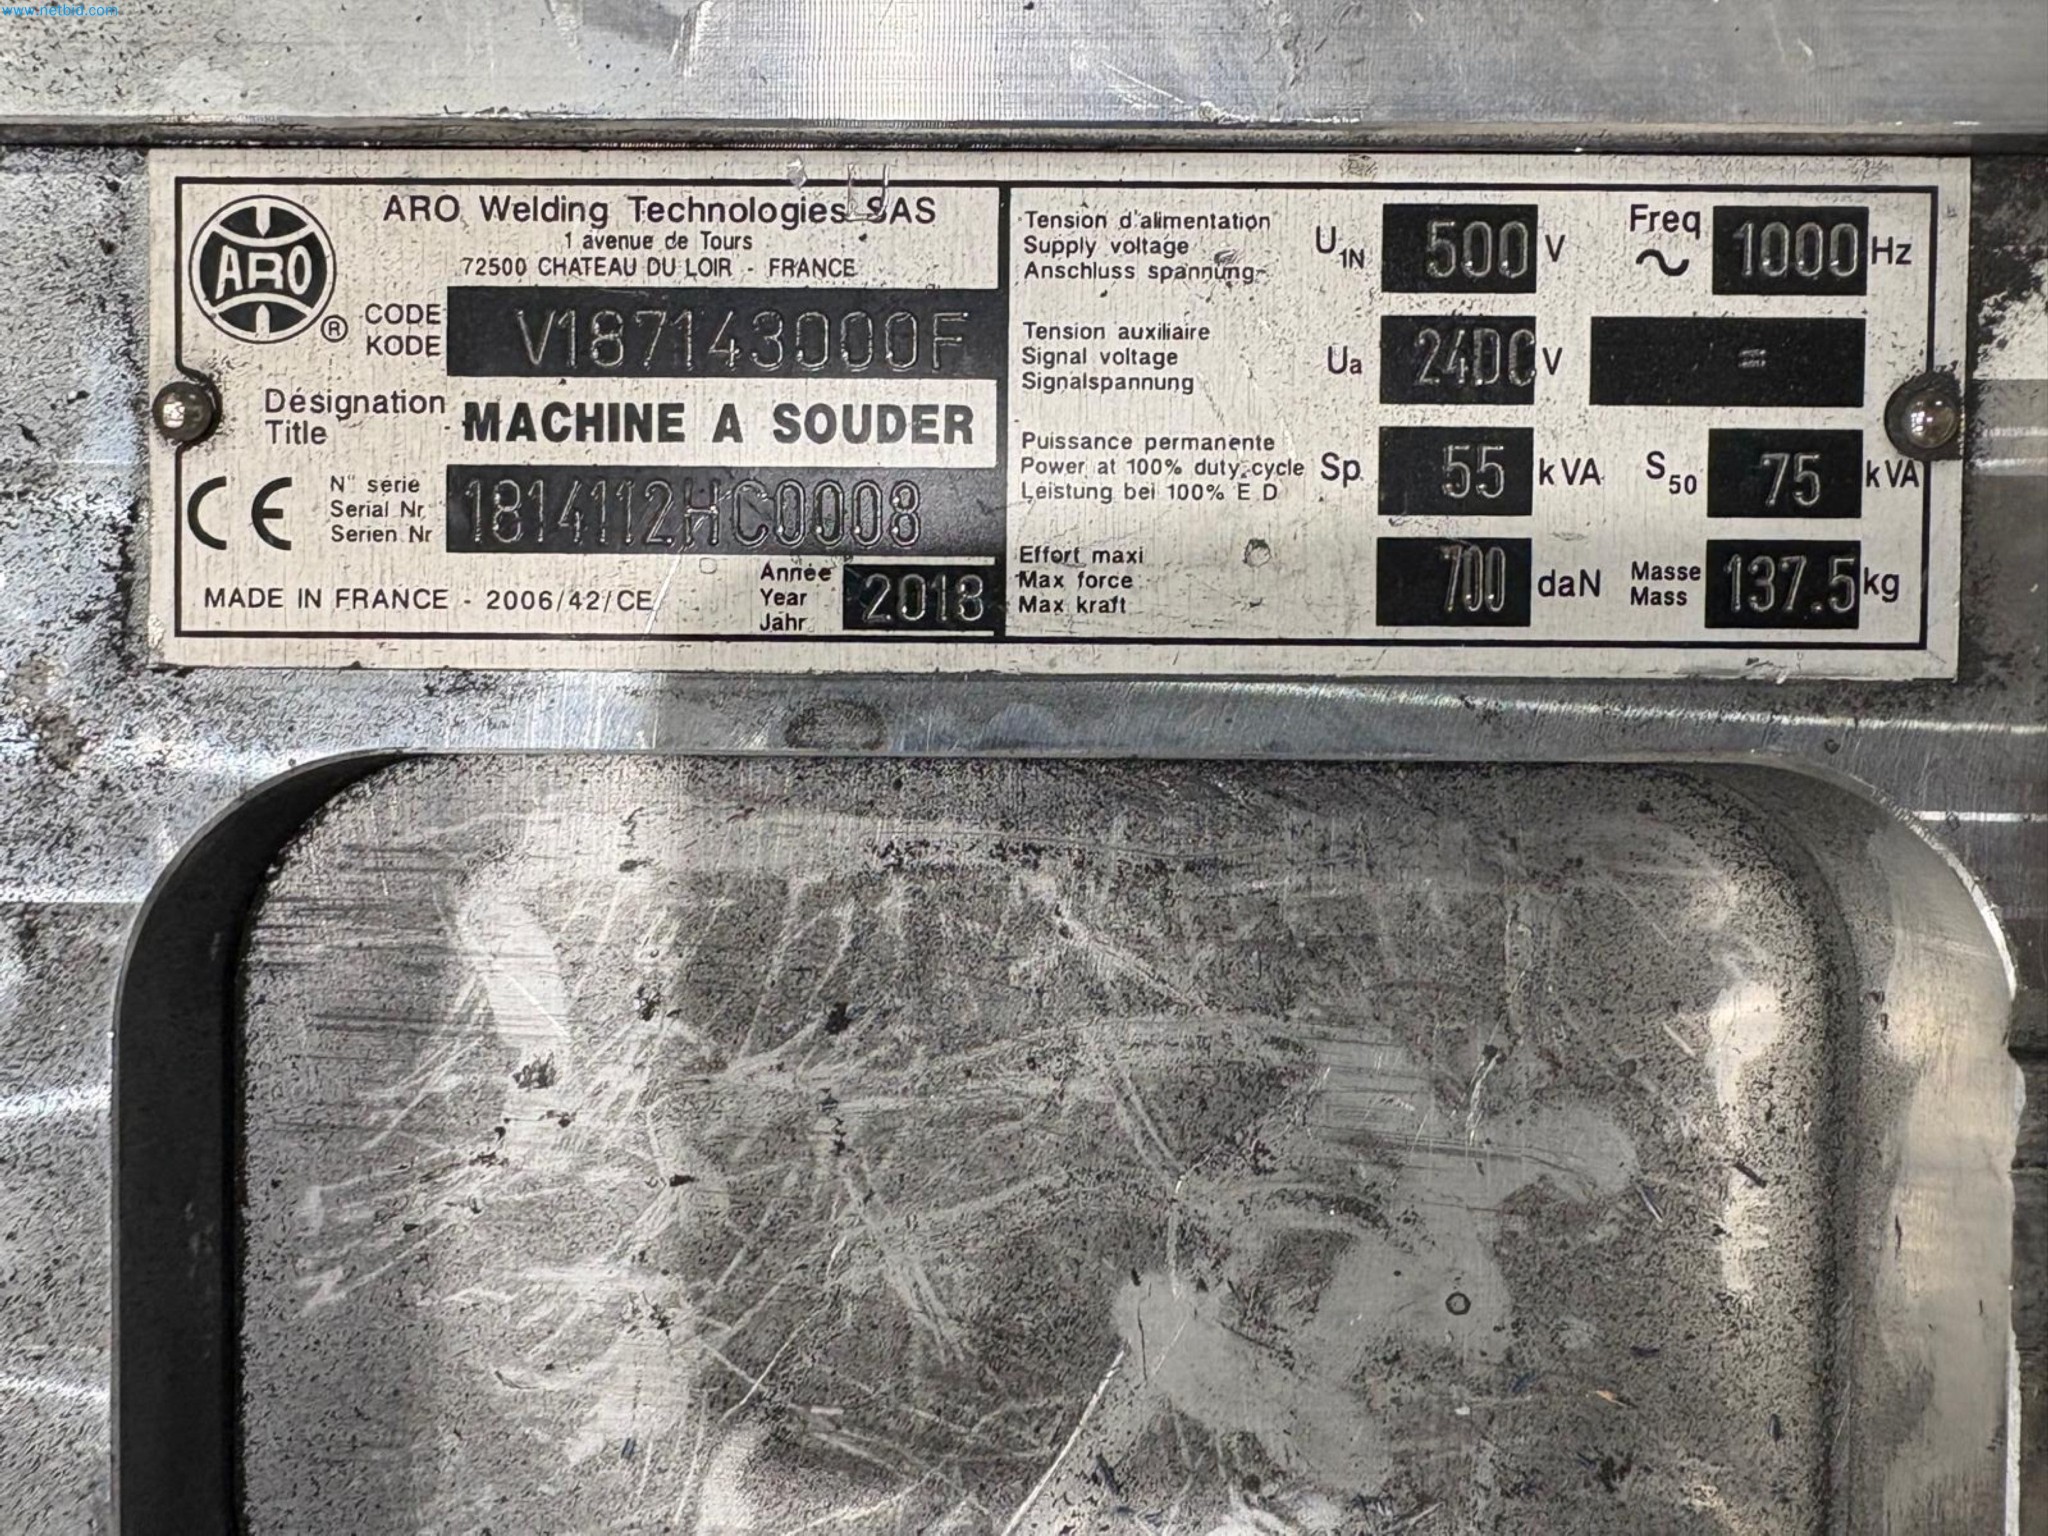 www.netbid.com
ARO
®
ARO Welding Technologies SAS
1 avenue de Tours
72500 CHATEAU DU LOIR - FRANCE
CODE
KODE
V187143000F
Désignation
Title
MACHINE A SOUDER
CE
N° série
Serial Nr
Serien Nr
1814112HC0008
MADE IN FRANCE - 2006/42/CE
Année
Year
Jahr
2018
Tension d'alimentation
Supply voltage
Anschluss spannung
U1N 500 V
Freq ~ 1000 Hz
Tension auxiliaire
Signal voltage
Signalspannung
Ua 24DC V
=
Puissance permanente
Power at 100% duty cycle
Leistung bei 100% E D
Sp 55 kVA
S50 75 kVA
Effort maxi
Max force
Max kraft
700 daN
Masse
Mass
137.5 kg